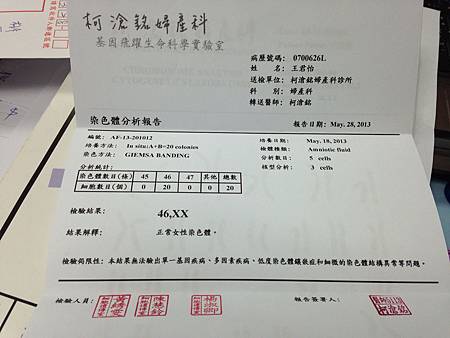 柯滄銘婦產科
基因飛躍生命科學實驗室
病歷號碼: 0700626L
姓 名: 王君怡
送檢單位: 柯滄銘婦產科診所
科 別: 婦產科
轉送醫師: 柯滄銘
染色體分析報告
報告日期: May. 28, 2013
編號: AF-13-201012
培養日期: May. 18, 2013
培養方法: In situ:A+B=20 colonies
檢體種類: Amniotic fluid
染色方法: GIEMSA BANDING
分析數目: 5 cells
核型分析: 3 cells
分析統計:
染色體數目(條) 45 46 47 其他 總數
細胞數目(個) 0 20 0 0 20
檢驗結果: 46,XX
結果解釋: 正常女性染色體。
檢驗侷限性: 本結果無法驗出單一基因疾病、多因素疾病、低度染色體鑲嵌症和細微的染色體結構異常等問題。
檢驗人員:
報告簽署人:
柯滄銘